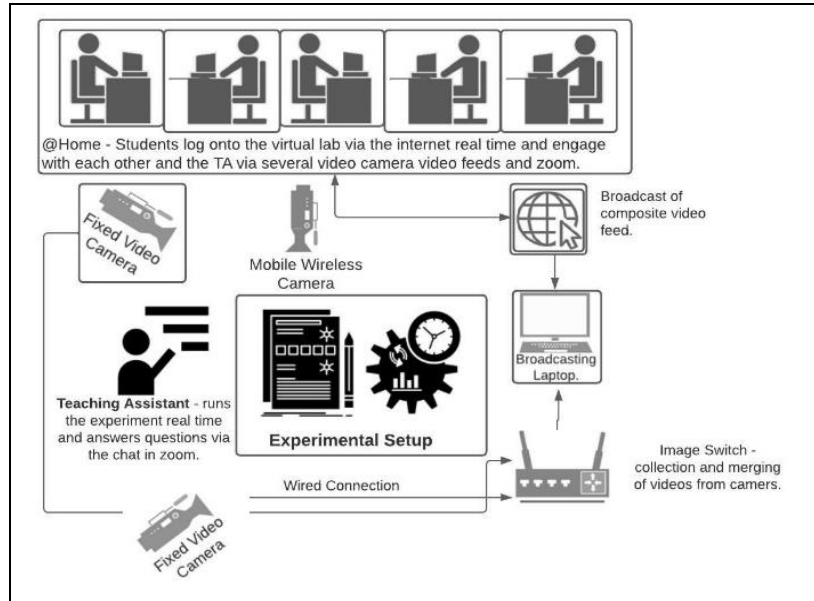 @Home - Students log onto the virtual lab via the internet real time and engage
with each other and the TA via several video camera video feeds and zoom.
Fixed Video
Camera
Mobile Wireless
Camera
Broadcast of
composite video
feed.
Broadcasting
Laptop.
Teaching Assistant - runs
the experiment real time
and answers questions via
the chat in zoom.
Experimental Setup
Image Switch -
collection and merging
of videos from camers.
Wired Connection
Fixed Video
Camera